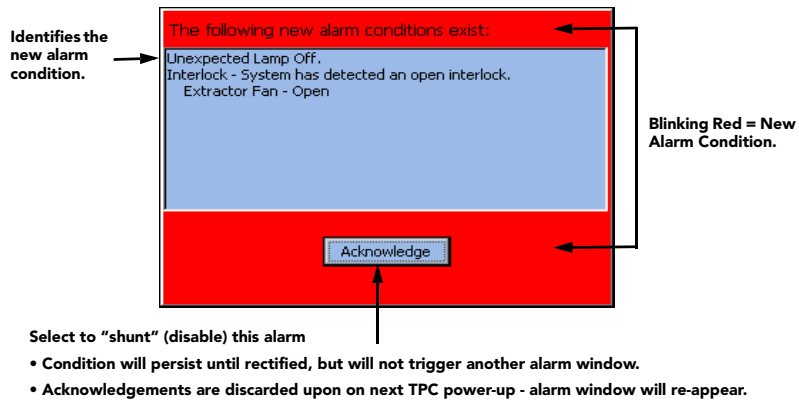 The following new alarm conditions exist:
Identifies the
new alarm
condition.
Unexpected Lamp Off.
Interlock - System has detected an open interlock.
Extractor Fan - Open
Blinking Red = New
Alarm Condition.
Acknowledge
Select to “shunt” (disable) this alarm
• Condition will persist until rectified, but will not trigger another alarm window.
• Acknowledgements are discarded upon on next TPC power-up - alarm window will re-appear.